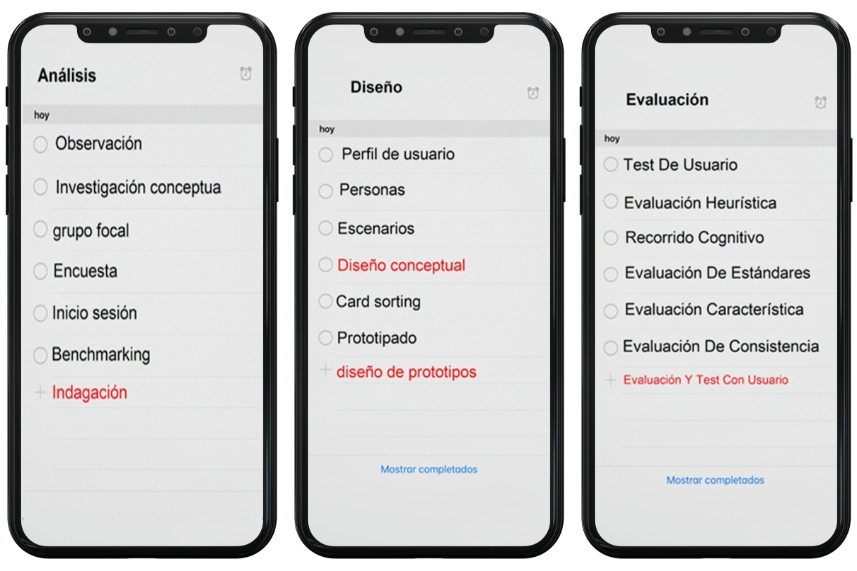 Análisis
hoy
Observación
Investigación conceptua
grupo focal
Encuesta
Inicio sesión
Benchmarking
Indagación
Diseño
hoy
Perfil de usuario
Personas
Escenarios
Diseño conceptual
Card sorting
Prototipado
diseño de prototipos
Mostrar completados
Evaluación
hoy
Test De Usuario
Evaluación Heurística
Recorrido Cognitivo
Evaluación De Estándares
Evaluación Característica
Evaluación De Consistencia
Evaluación Y Test Con Usuario
Mostrar completados